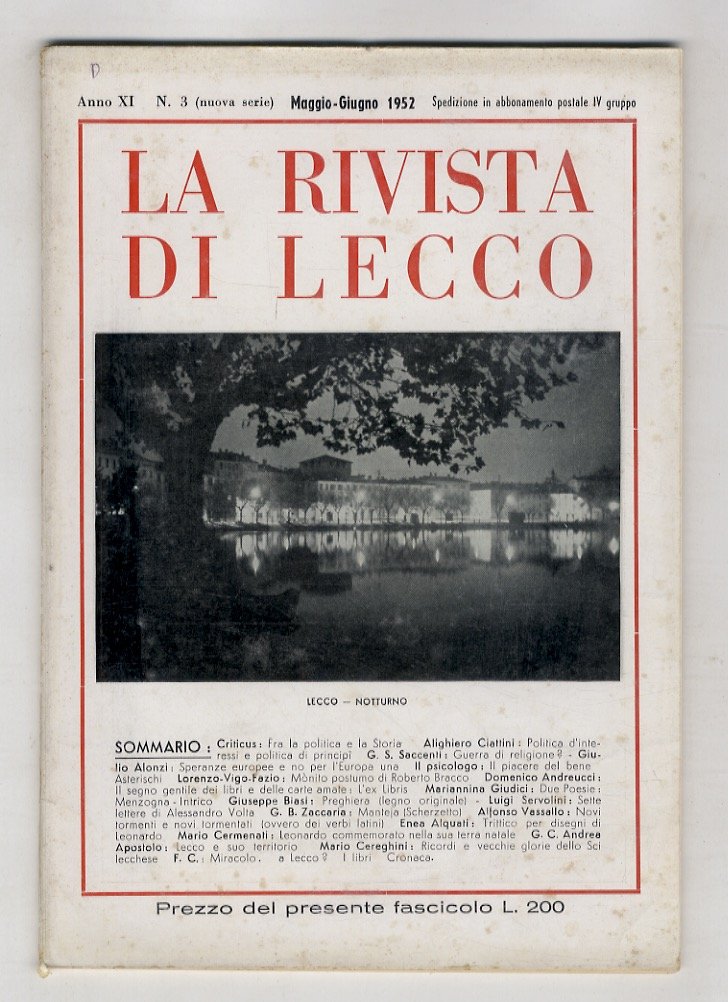 D
Anno XI N. 3 (nuova serie) Maggio-Giugno 1952 Spedizione in abbonamento postale IV gruppo
LA RIVISTA
DI LECCO
LECCO — NOTTURNO
SOMMARIO : Criticus : Fra la politica e la Storia Alighiero Ciattini : Politica d'inte-
ressi e politica di principî G. S. Saccenti : Guerra di religione ? - Giu-
lio Alonzi : Speranze europee e no per l'Europa una Il psicologo : Il piacere del bene
Asterischi Lorenzo-Vigo-Fazio : Mònito postumo di Roberto Bracco Domenico Andreucci :
Il segno gentile dei libri e delle carte amate : L'ex Libris Mariannina Giudici : Due Poesie :
Menzogna - Intrico Giuseppe Biasi : Preghiera (legno originale) - Luigi Servolini : Sette
lettere di Alessandro Volta G. B. Zaccaria : Manteja (Scherzetto) Alfonso Vassallo : Novi
tormenti e novi tormentati (ovvero dei verbi latini) Enea Alquati : Trittico per disegni di
Leonardo Mario Cermenati : Leonardo commemorato nella sua terra natale G. C. Andrea
Apostolo : Lecco e suo territorio Mario Cereghini : Ricordi e vecchie glorie dello Sci
lecchese F. C. : Miracolo. a Lecco ? I libri Cronaca.
Prezzo del presente fascicolo L. 200